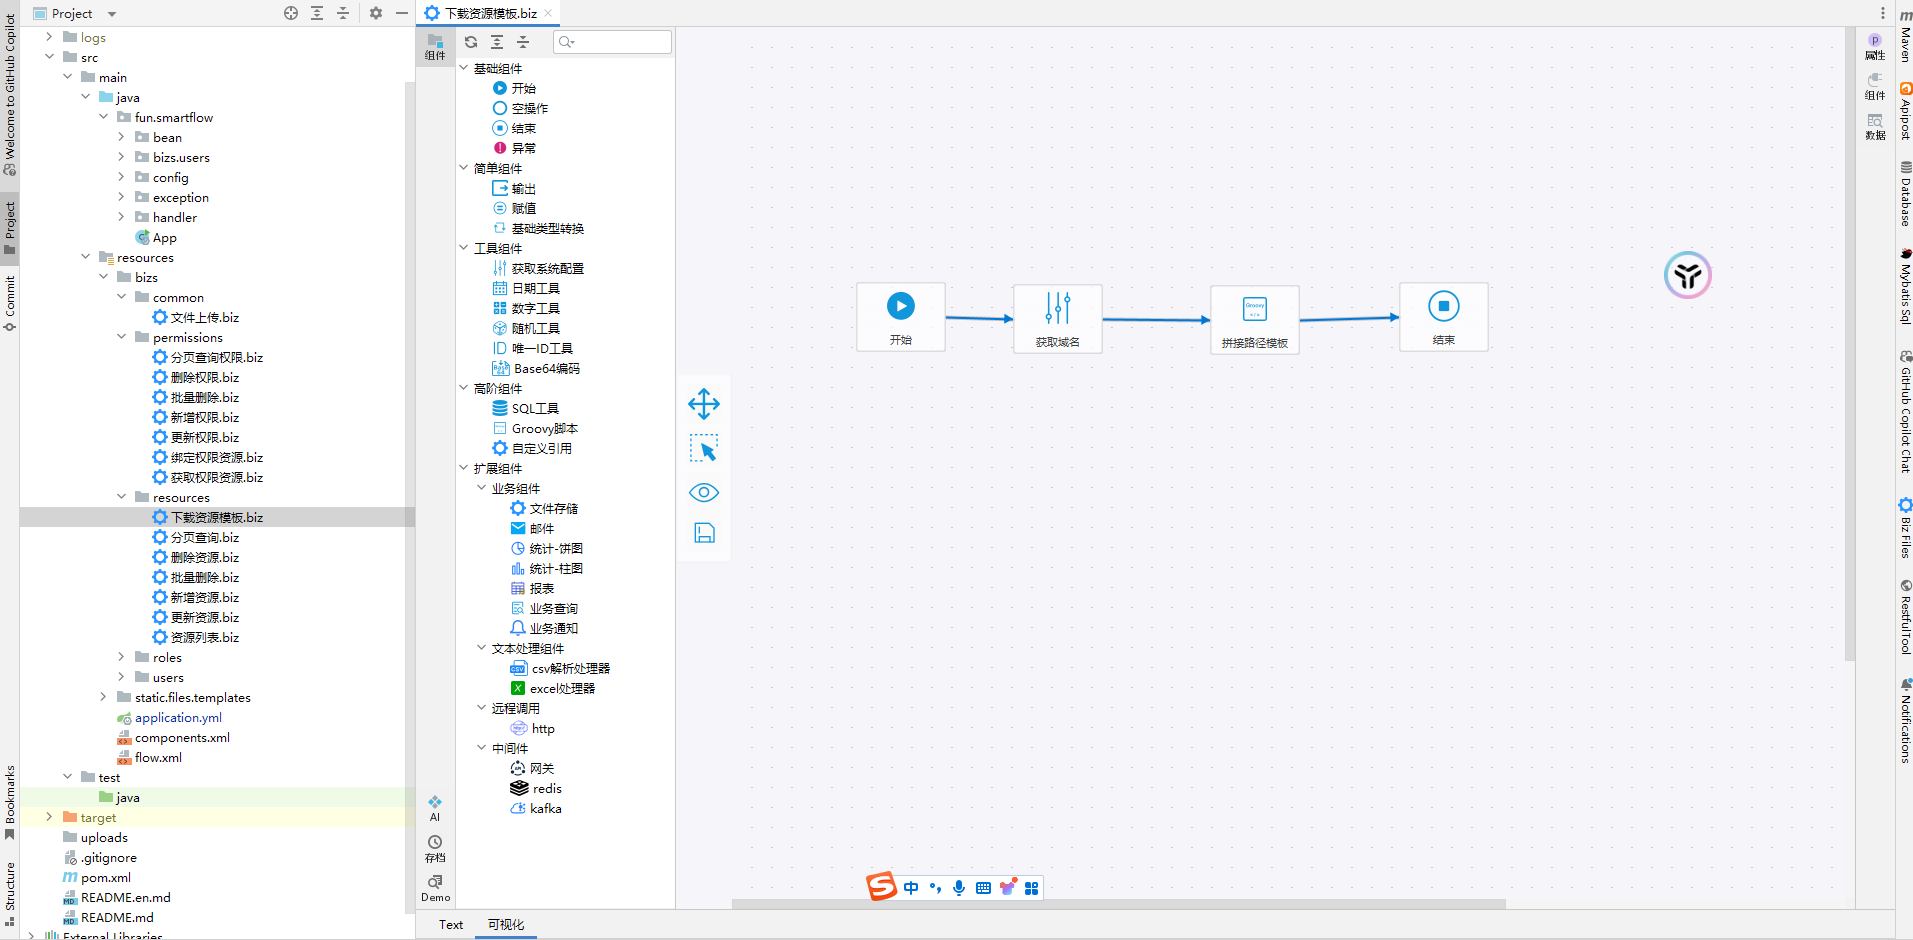 Welcome to GitHub Copilot
Project
Commit
Bookmarks
Structure
Project
logs
src
main
java
fun.smartflow
bean
bizs.users
config
exception
handler
App
resources
bizs
common
文件上传.biz
permissions
分页查询权限.biz
删除权限.biz
批量删除.biz
新增权限.biz
更新权限.biz
绑定权限资源.biz
获取权限资源.biz
resources
下载资源模板.biz
分页查询.biz
删除资源.biz
批量删除.biz
新增资源.biz
更新资源.biz
资源列表.biz
roles
users
static.files.templates
application.yml
components.xml
flow.xml
test
java
target
uploads
.gitignore
pom.xml
README.en.md
README.md
External Libraries
下载资源模板.biz
组件
AI
存档
Demo
基础组件
开始
空操作
结束
异常
简单组件
输出
赋值
基础类型转换
工具组件
获取系统配置
日期工具
数字工具
随机工具
唯一ID工具
Base64编码
高阶组件
SQL工具
Groovy脚本
自定义引用
扩展组件
业务组件
文件存储
邮件
统计-饼图
统计-柱图
报表
业务查询
业务通知
文本处理组件
csv解析处理器
excel处理器
远程调用
http
中间件
网关
redis
kafka
开始
获取域名
Groovy
拼接路径模板
结束
中
Text
可视化
属性
组件
数据
Maven
Apipost
Database
Mybatis Sql
GitHub Copilot Chat
Biz Files
RestfulTool
Notifications